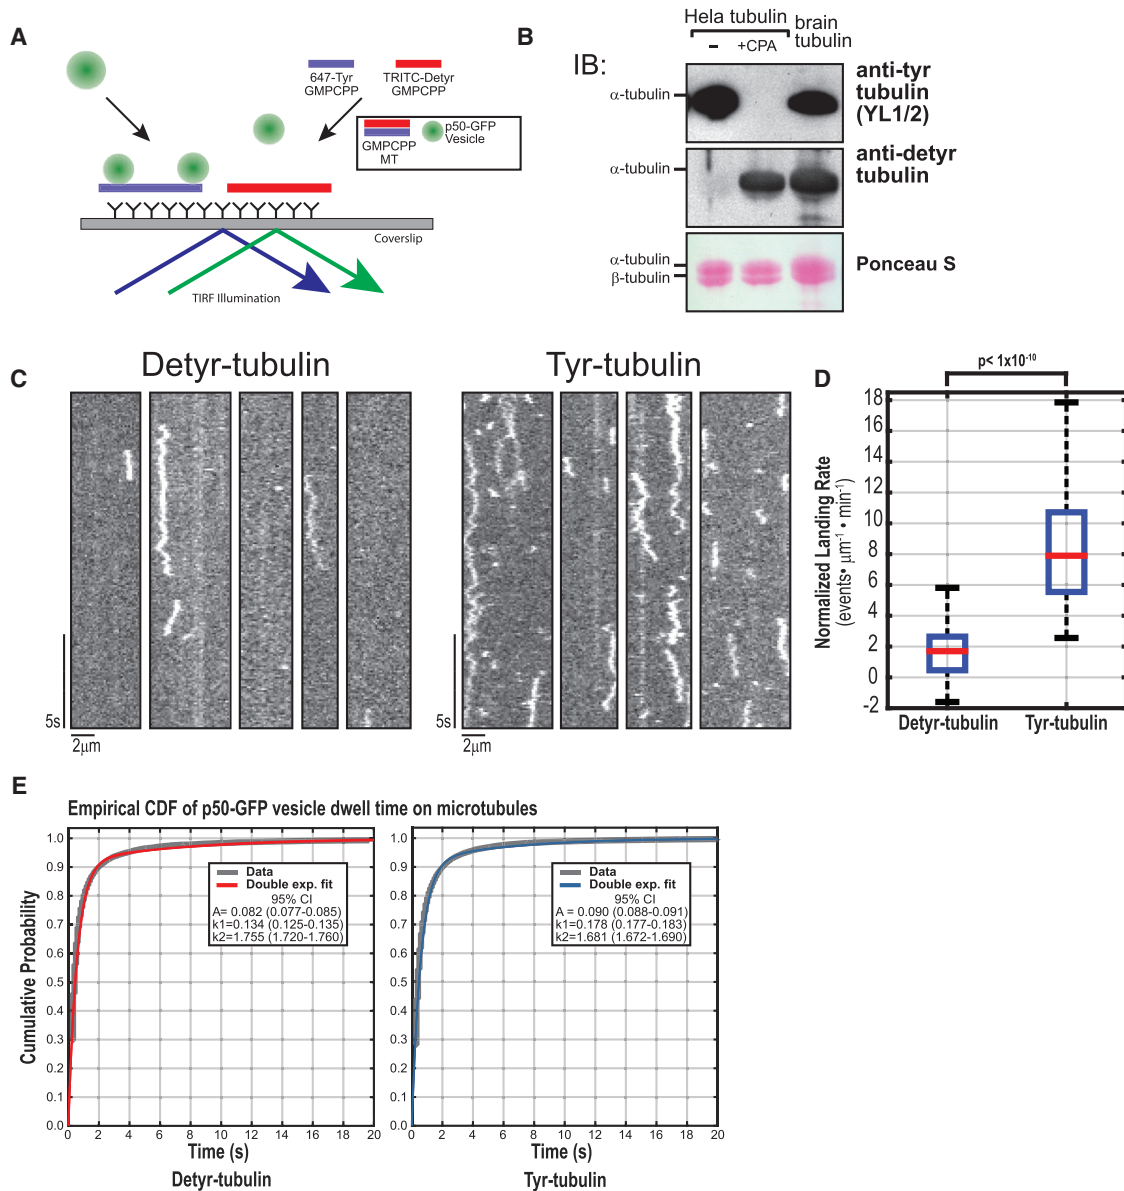 A
647-Tyr
GMPCPP
TRITC-Detyr
GMPCPP
GMPCPP
MT
p50-GFP
Vesicle
Coverslip
TIRF Illumination
B
Hela tubulin
brain
tubulin
-
+CPA
IB:
α-tubulin
anti-tyr
tubulin
(YL1/2)
α-tubulin
anti-detyr
tubulin
α-tubulin
β-tubulin
Ponceau S
C
Detyr-tubulin
Tyr-tubulin
5s
2μm
5s
2μm
D
p< 1x10⁻¹⁰
Normalized Landing Rate
(events• μm⁻¹ • min⁻¹)
18
16
14
12
10
8
6
4
2
0
-2
Detyr-tubulin
Tyr-tubulin
E
Empirical CDF of p50-GFP vesicle dwell time on microtubules
Cumulative Probability
1.0
0.9
0.8
0.7
0.6
0.5
0.4
0.3
0.2
0.1
0.0
0 2 4 6 8 10 12 14 16 18 20
Time (s)
Detyr-tubulin
Data
Double exp. fit
95% CI
A= 0.082 (0.077-0.085)
k1=0.134 (0.125-0.135)
k2=1.755 (1.720-1.760)
1.0
0.9
0.8
0.7
0.6
0.5
0.4
0.3
0.2
0.1
0.0
0 2 4 6 8 10 12 14 16 18 20
Time (s)
Tyr-tubulin
Data
Double exp. fit
95% CI
A = 0.090 (0.088-0.091)
k1=0.178 (0.177-0.183)
k2=1.681 (1.672-1.690)